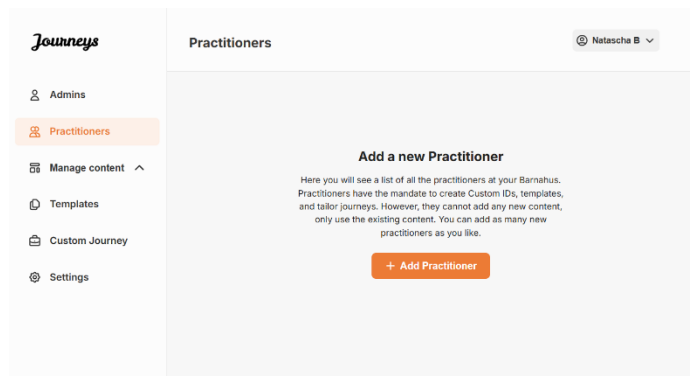 Journeys
Practitioners
Natascha B
Admins
Practitioners
Manage content
Templates
Custom Journey
Settings
Add a new Practitioner
Here you will see a list of all the practitioners at your Barnahus.
Practitioners have the mandate to create Custom IDs, templates,
and tailor journeys. However, they cannot add any new content,
only use the existing content. You can add as many new
practitioners as you like.
+ Add Practitioner